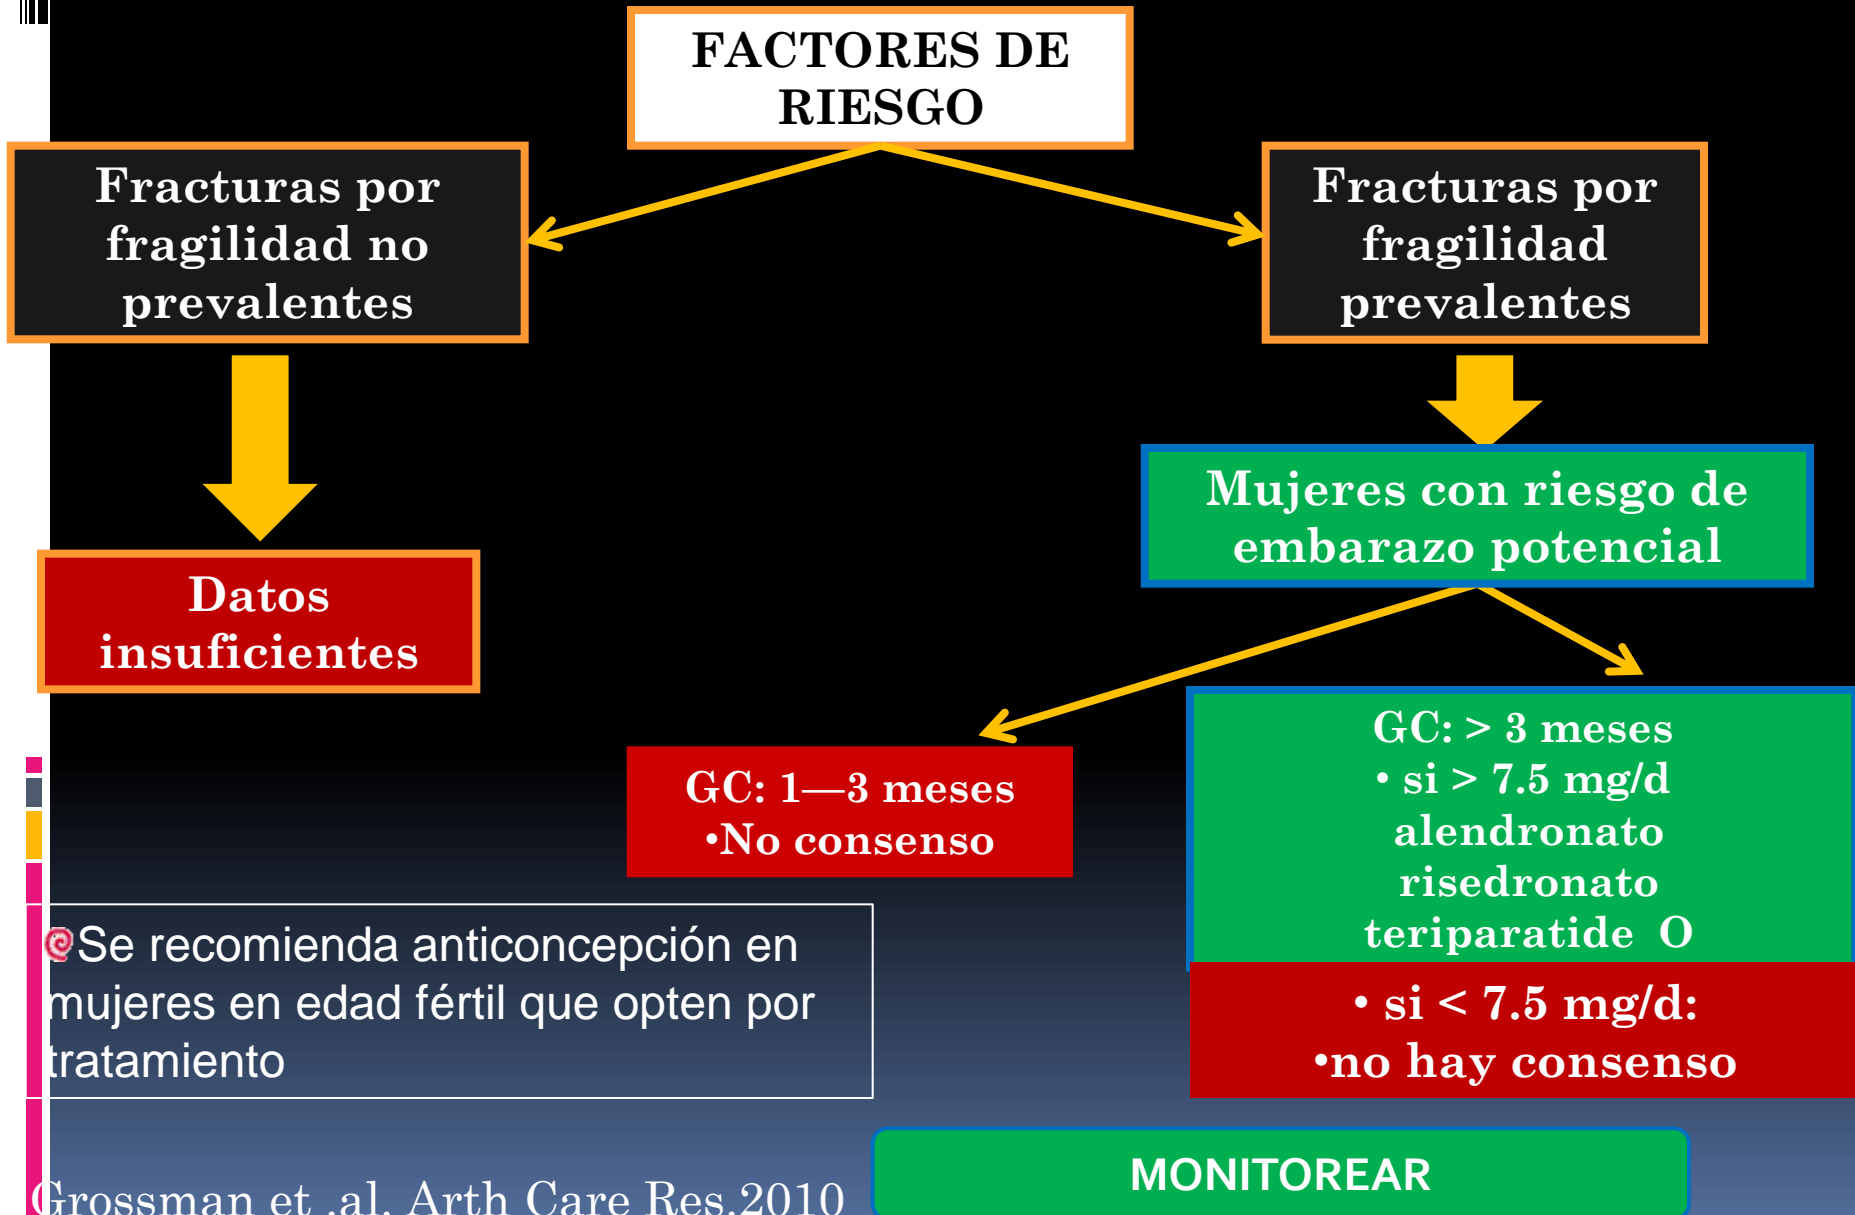 FACTORES DE
RIESGO
Fracturas por
fragilidad no
prevalentes
Fracturas por
fragilidad
prevalentes
Datos
insuficientes
Mujeres con riesgo de
embarazo potencial
GC: 1—3 meses
•No consenso
GC: > 3 meses
• si > 7.5 mg/d
alendronato
risedronato
teriparatide O
• si < 7.5 mg/d:
•no hay consenso
Se recomienda anticoncepción en
mujeres en edad fértil que opten por
tratamiento
MONITOREAR
Grossman et .al. Arth Care Res.2010